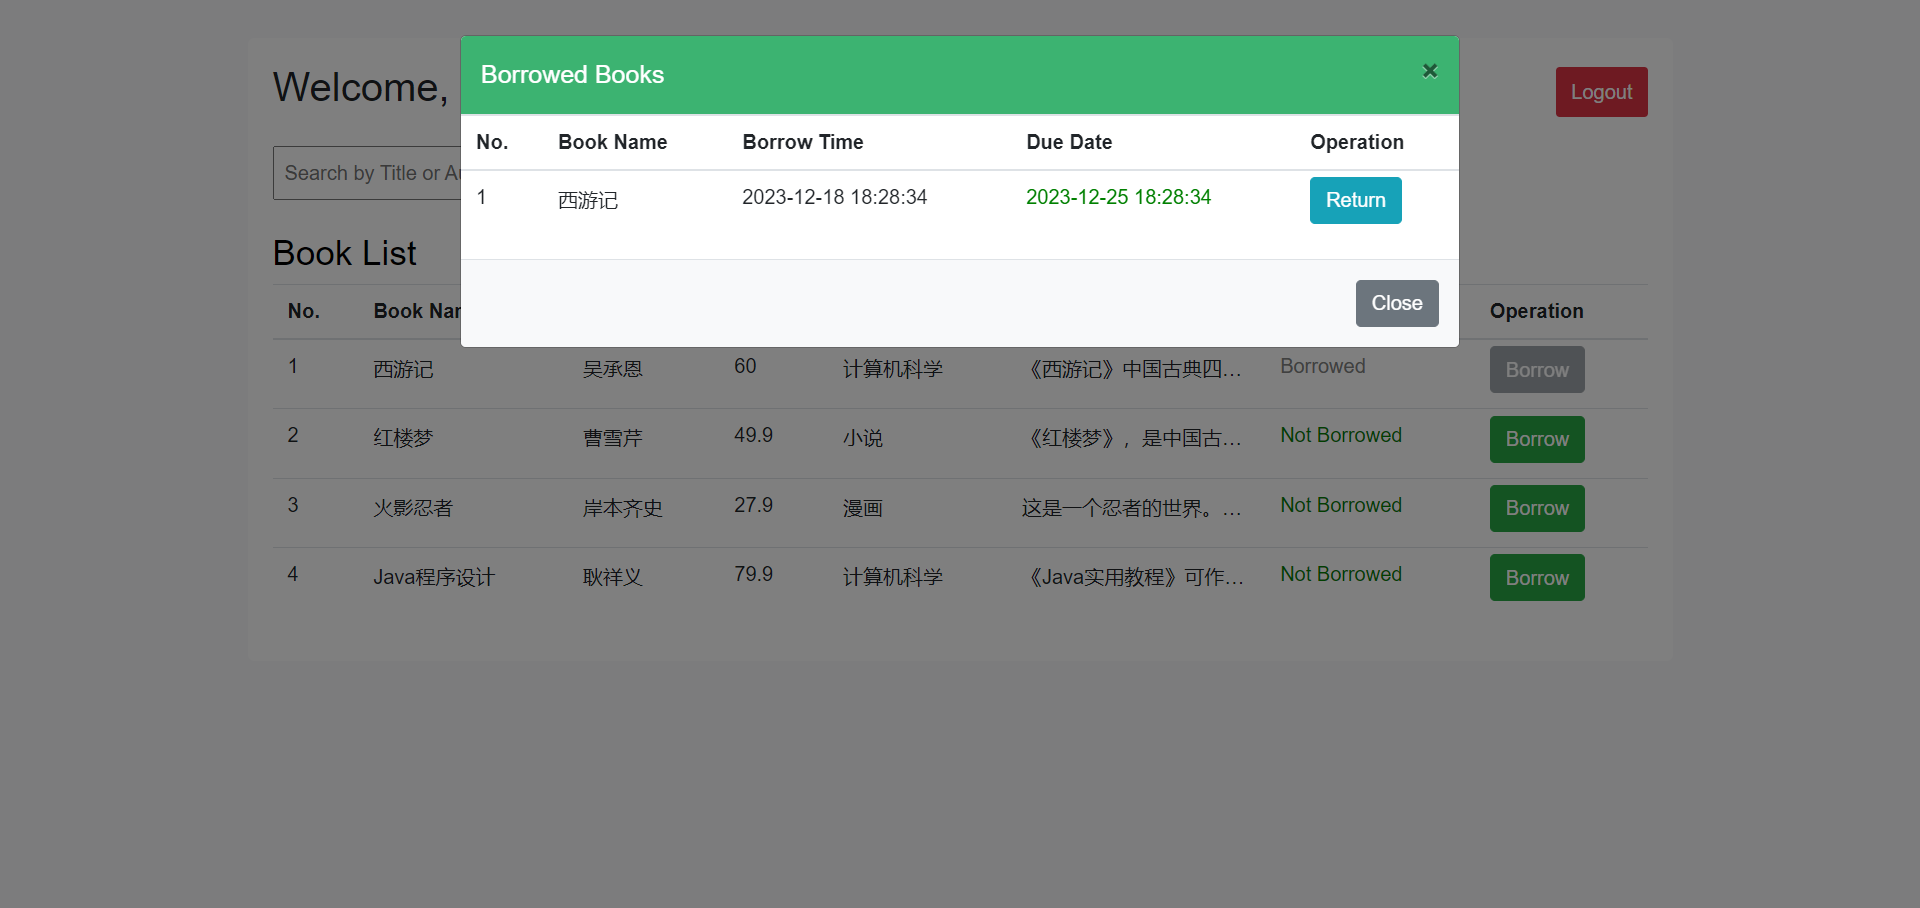 Borrowed Books ×
No. Book Name Borrow Time Due Date Operation
1 西游记 2023-12-18 18:28:34 2023-12-25 18:28:34 Return
Close
Welcome, Logout
Search by Title or
Book List
No. Book Operation
1 西游记 吴承恩 60 计算机科学 《西游记》中国古典四... Borrowed Borrow
2 红楼梦 曹雪芹 49.9 小说 《红楼梦》，是中国古... Not Borrowed Borrow
3 火影忍者 岸本齐史 27.9 漫画 这是一个忍者的世界。... Not Borrowed Borrow
4 Java程序设计 耿祥义 79.9 计算机科学 《Java实用教程》可作... Not Borrowed Borrow